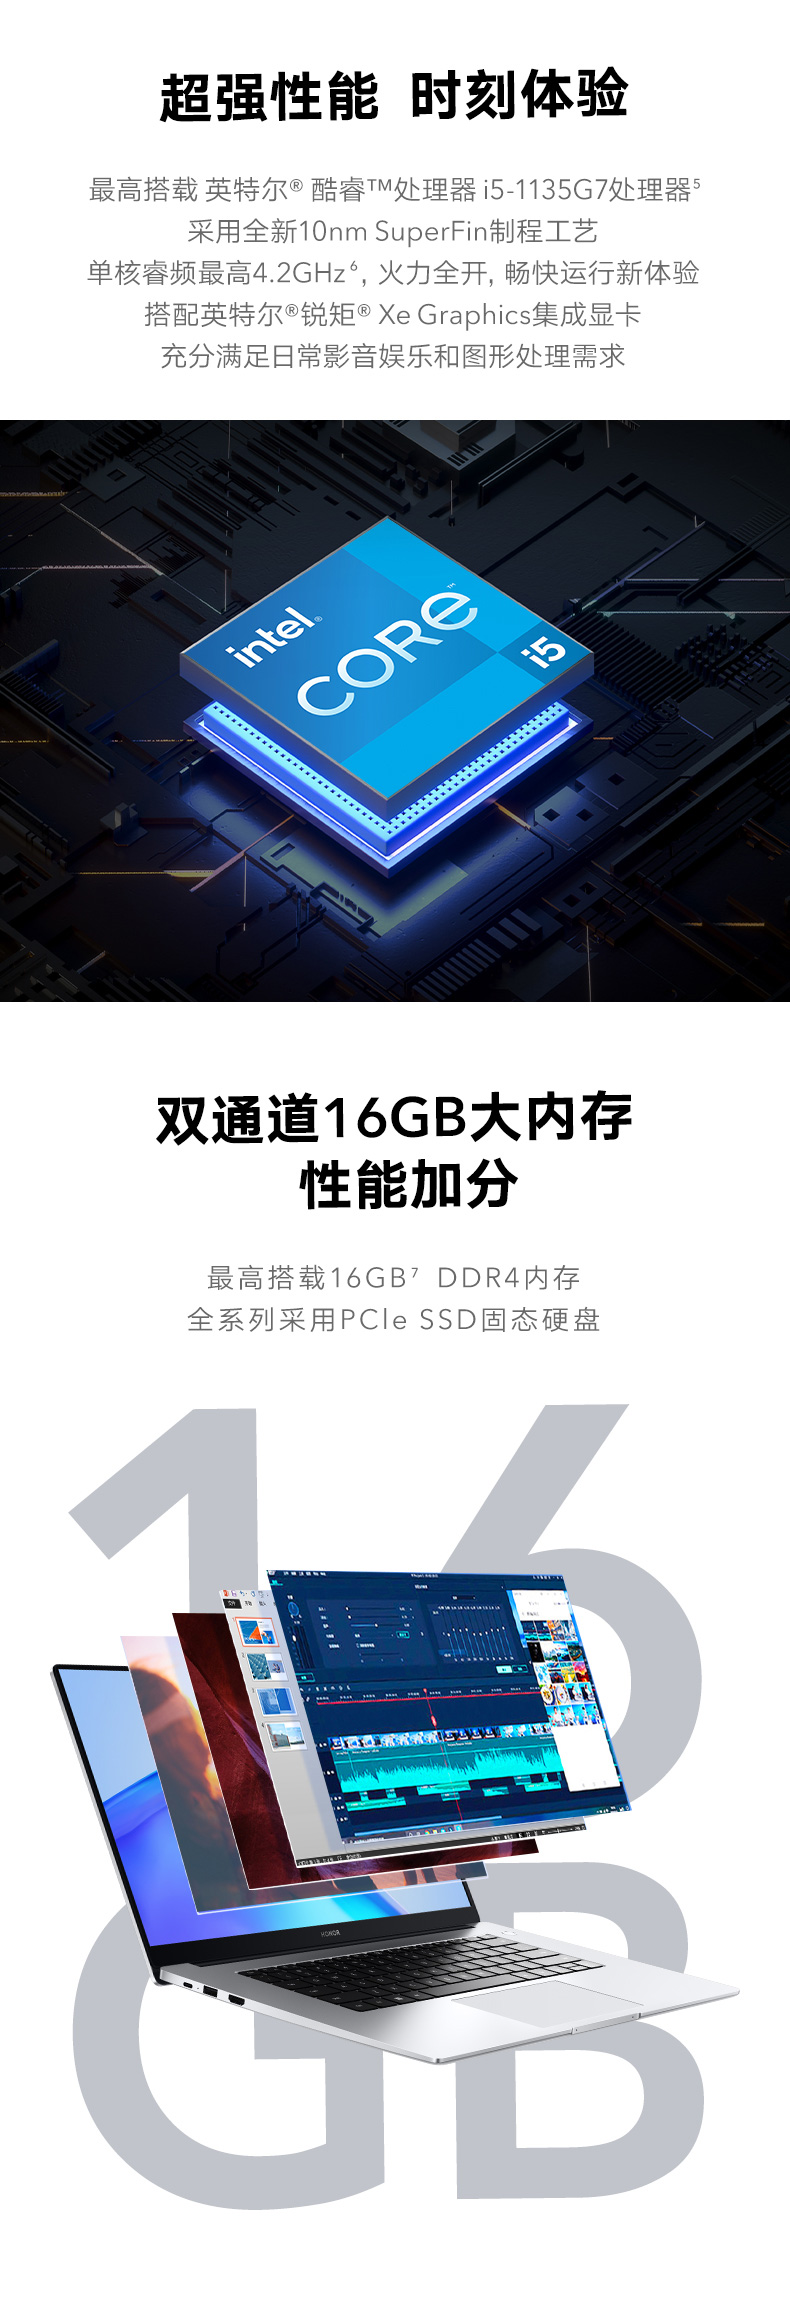 超强性能 时刻体验
最高搭载 英特尔® 酷睿™处理器 i5-1135G7处理器⁵
采用全新10nm SuperFin制程工艺
单核睿频最高4.2GHz⁶, 火力全开, 畅快运行新体验
搭配英特尔®锐矩® Xe Graphics集成显卡
充分满足日常影音娱乐和图形处理需求
intel®
CORe™
i5
双通道16GB大内存
性能加分
最高搭载16GB⁷ DDR4内存
全系列采用PCle SSD固态硬盘
16
GB
HONOR